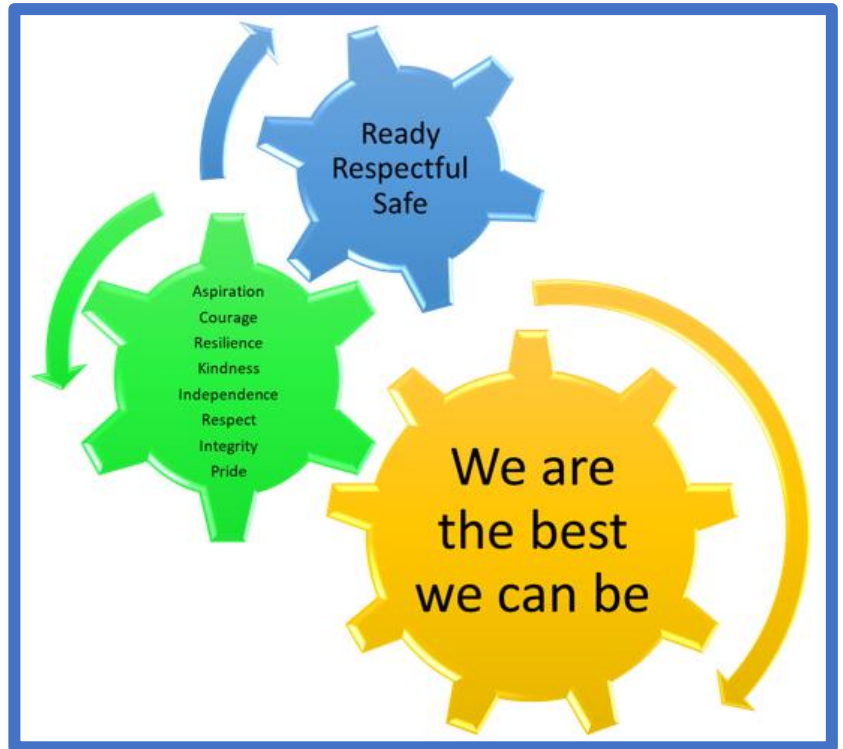 Ready
Respectful
Safe
Aspiration
Courage
Resilience
Kindness
Independence
Respect
Integrity
Pride
We are
the best
we can be